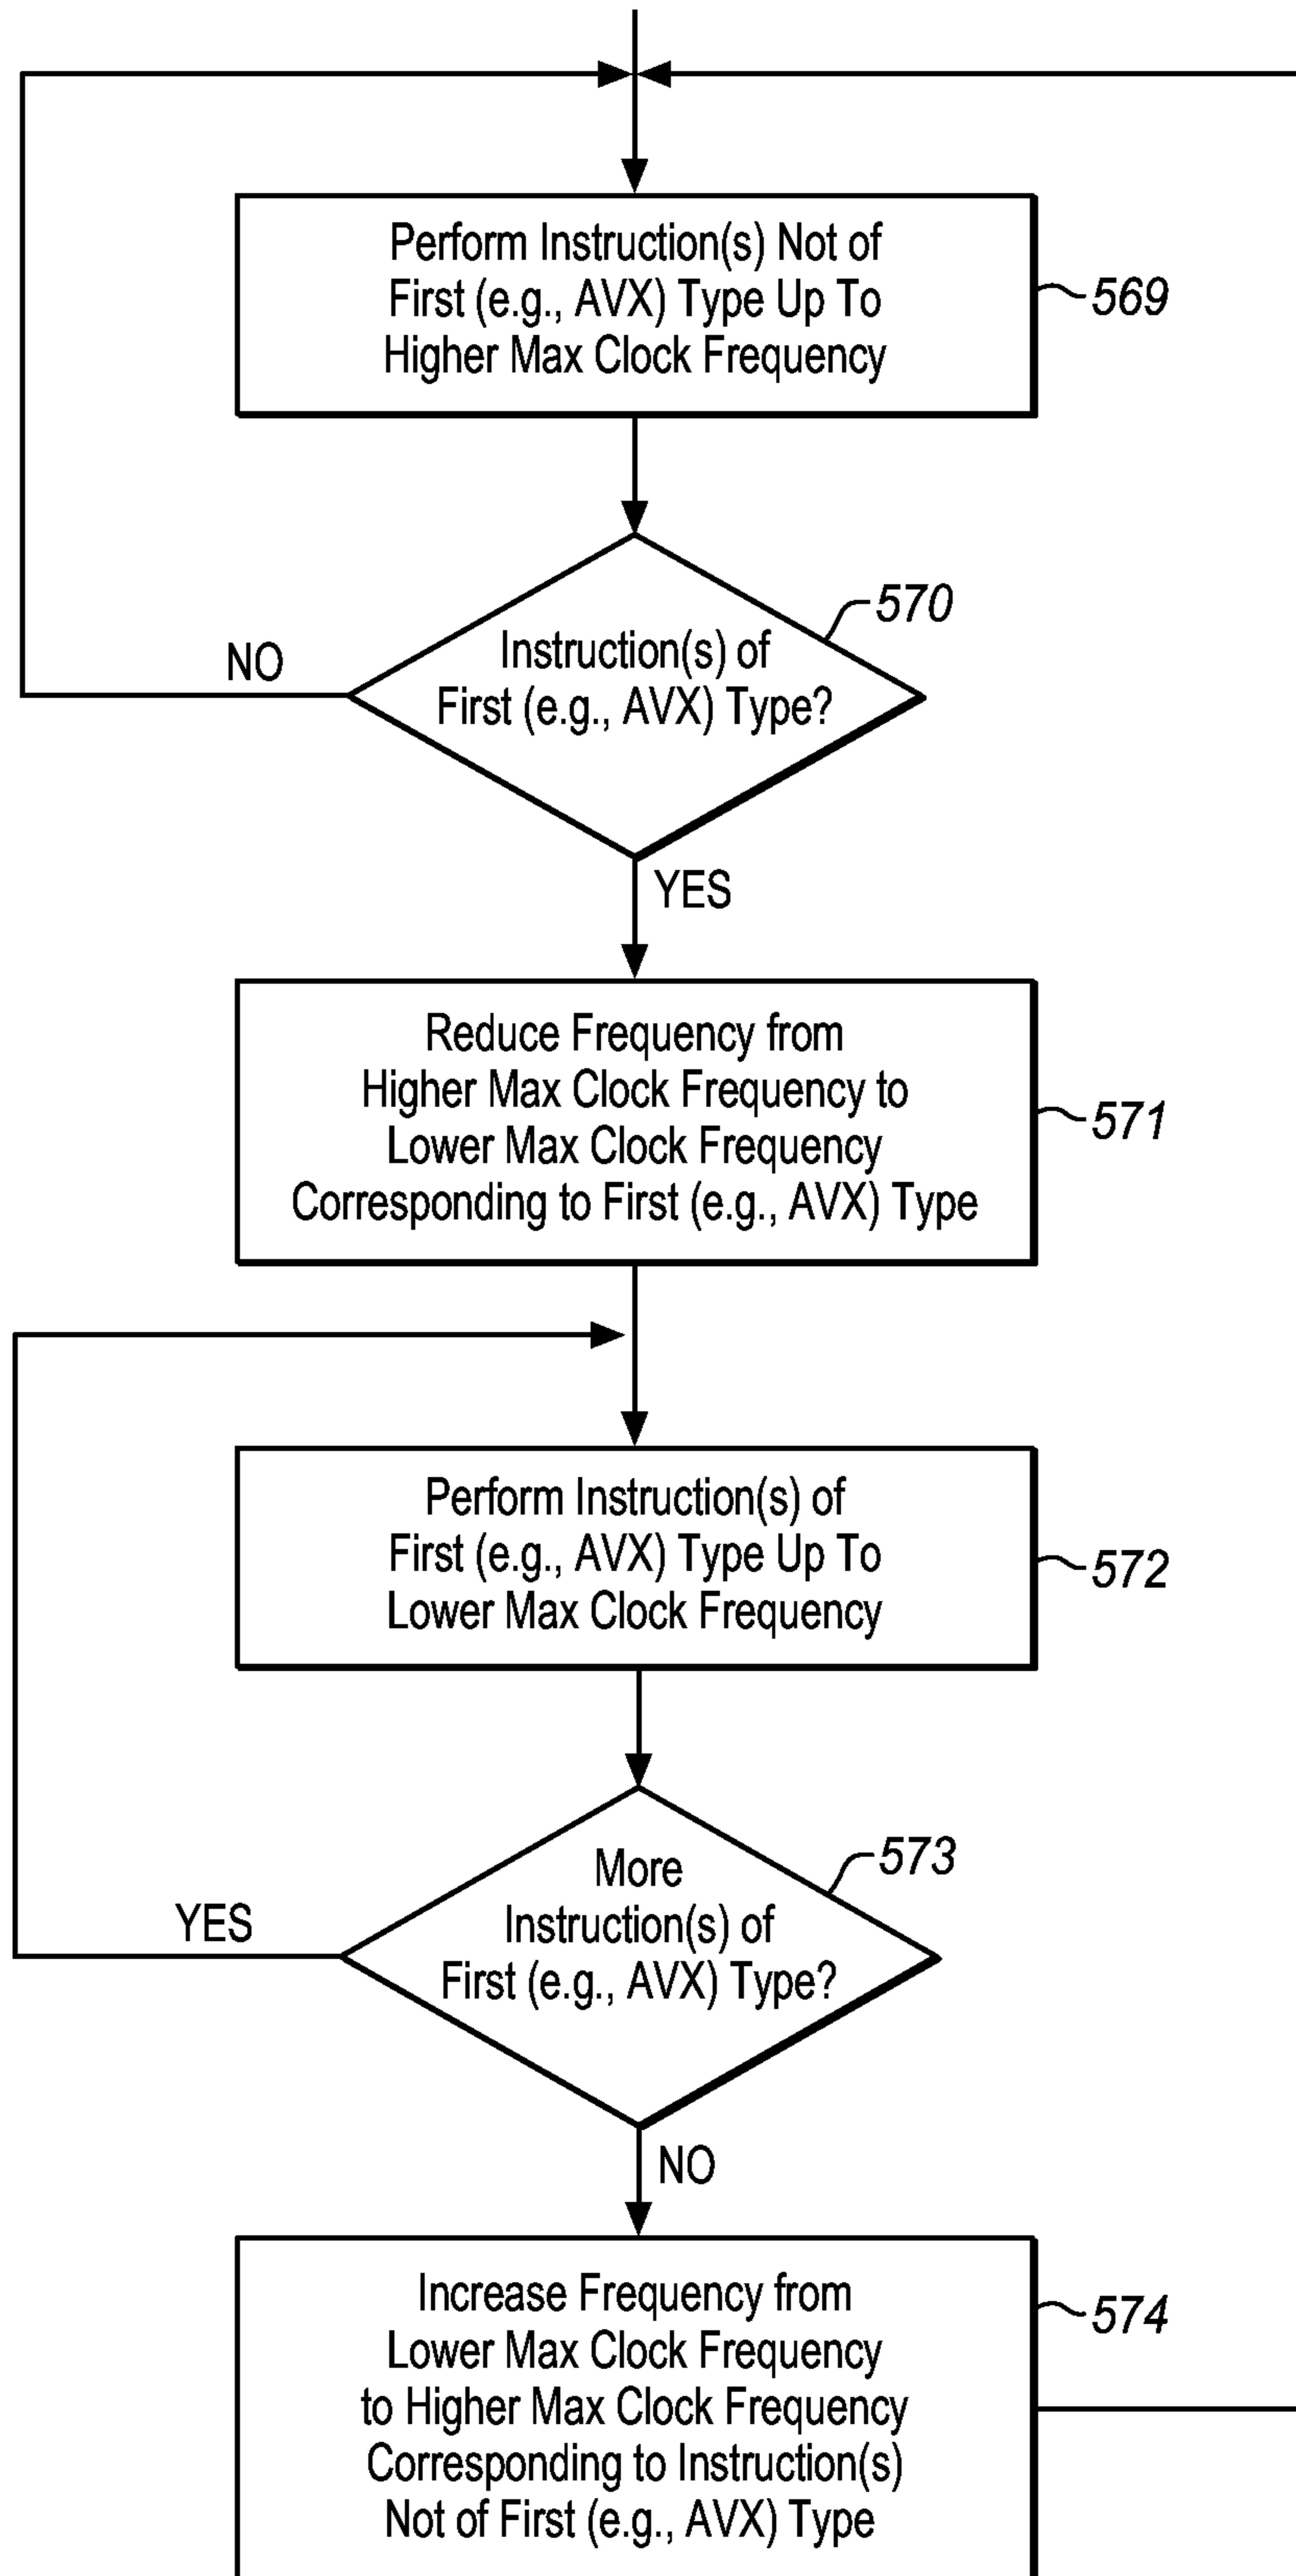 Perform Instruction(s) Not of
First (e.g., AVX) Type Up To
Higher Max Clock Frequency
569
570
Instruction(s) of
First (e.g., AVX) Type?
NO
YES
Reduce Frequency from
Higher Max Clock Frequency to
Lower Max Clock Frequency
Corresponding to First (e.g., AVX) Type
571
Perform Instruction(s) of
First (e.g., AVX) Type Up To
Lower Max Clock Frequency
572
573
More
Instruction(s) of
First (e.g., AVX) Type?
YES
NO
Increase Frequency from
Lower Max Clock Frequency
to Higher Max Clock Frequency
Corresponding to Instruction(s)
Not of First (e.g., AVX) Type
574